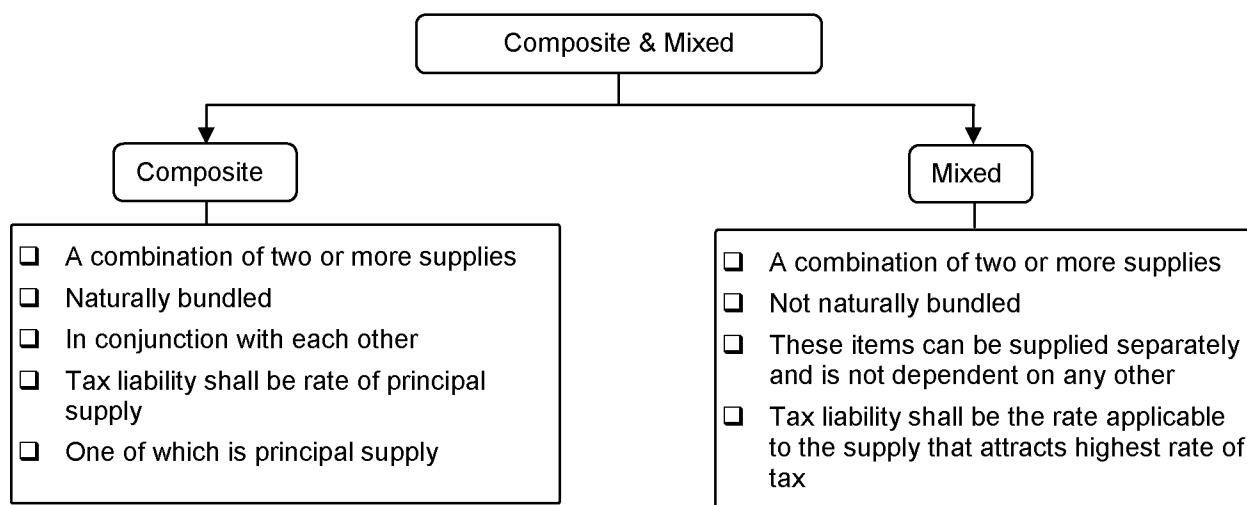 Composite & Mixed
Composite
❑ A combination of two or more supplies
❑ Naturally bundled
❑ In conjunction with each other
❑ Tax liability shall be rate of principal
supply
❑ One of which is principal supply
Mixed
❑ A combination of two or more supplies
❑ Not naturally bundled
❑ These items can be supplied separately
and is not dependent on any other
❑ Tax liability shall be the rate applicable
to the supply that attracts highest rate of
tax